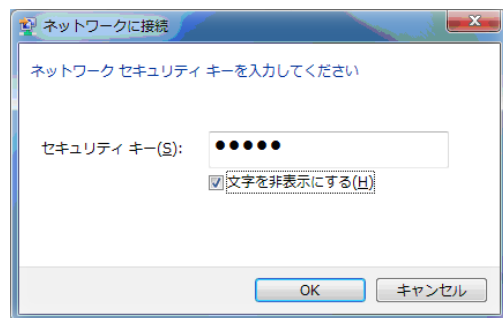 ネットワークに接続
ネットワーク セキュリティ キーを入力してください
セキュリティ キー(S): ●●●●●
文字を非表示にする(H)
OK キャンセル